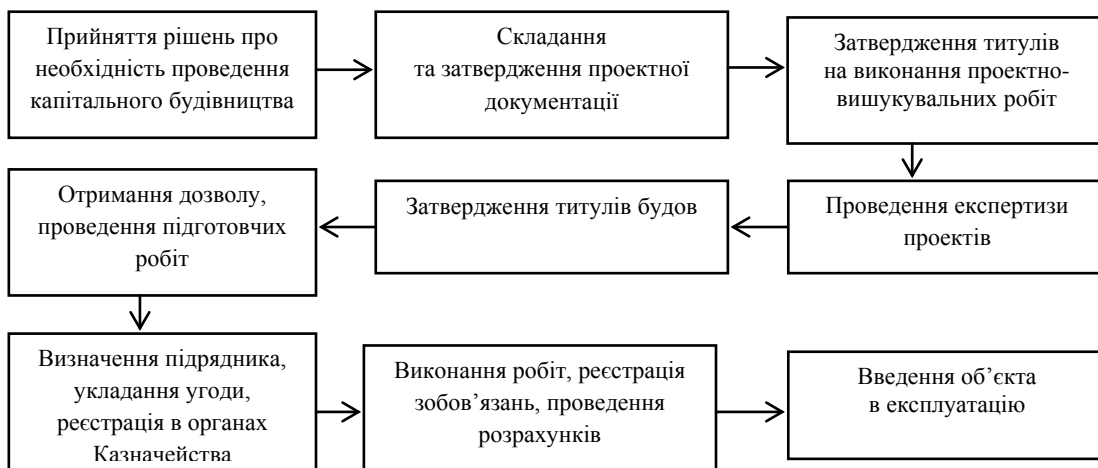 Прийняття рішень про
необхідність проведення
капітального будівництва
Складання
та затвердження проектної
документації
Затвердження титулів
на виконання проектно-
вишукувальних робіт
Проведення експертизи
проектів
Затвердження титулів будов
Отримання дозволу,
проведення підготовчих
робіт
Визначення підрядника,
укладання угоди,
реєстрація в органах
Казначейства
Виконання робіт, реєстрація
зобов’язань, проведення
розрахунків
Введення об’єкта
в експлуатацію